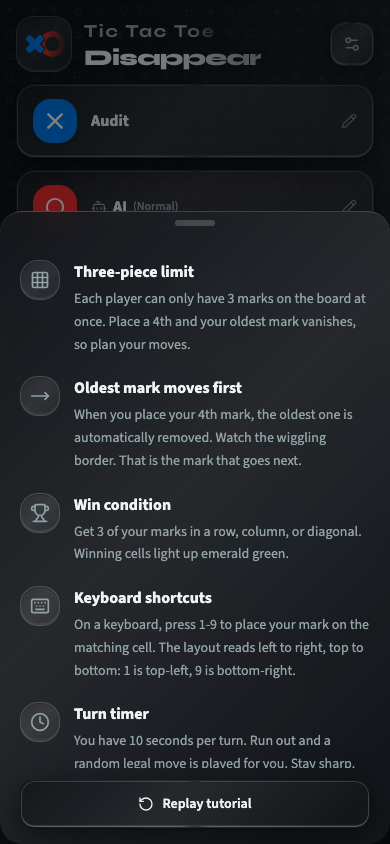 Tic Tac Toe
Disappear
Audit
AI (Normal)
Three-piece limit
Each player can only have 3 marks on the board at
once. Place a 4th and your oldest mark vanishes,
so plan your moves.
Oldest mark moves first
When you place your 4th mark, the oldest one is
automatically removed. Watch the wiggling
border. That is the mark that goes next.
Win condition
Get 3 of your marks in a row, column, or diagonal.
Winning cells light up emerald green.
Keyboard shortcuts
On a keyboard, press 1-9 to place your mark on the
matching cell. The layout reads left to right, top to
bottom: 1 is top-left, 9 is bottom-right.
Turn timer
You have 10 seconds per turn. Run out and a
random legal move is played for you. Stay sharp.
Replay tutorial